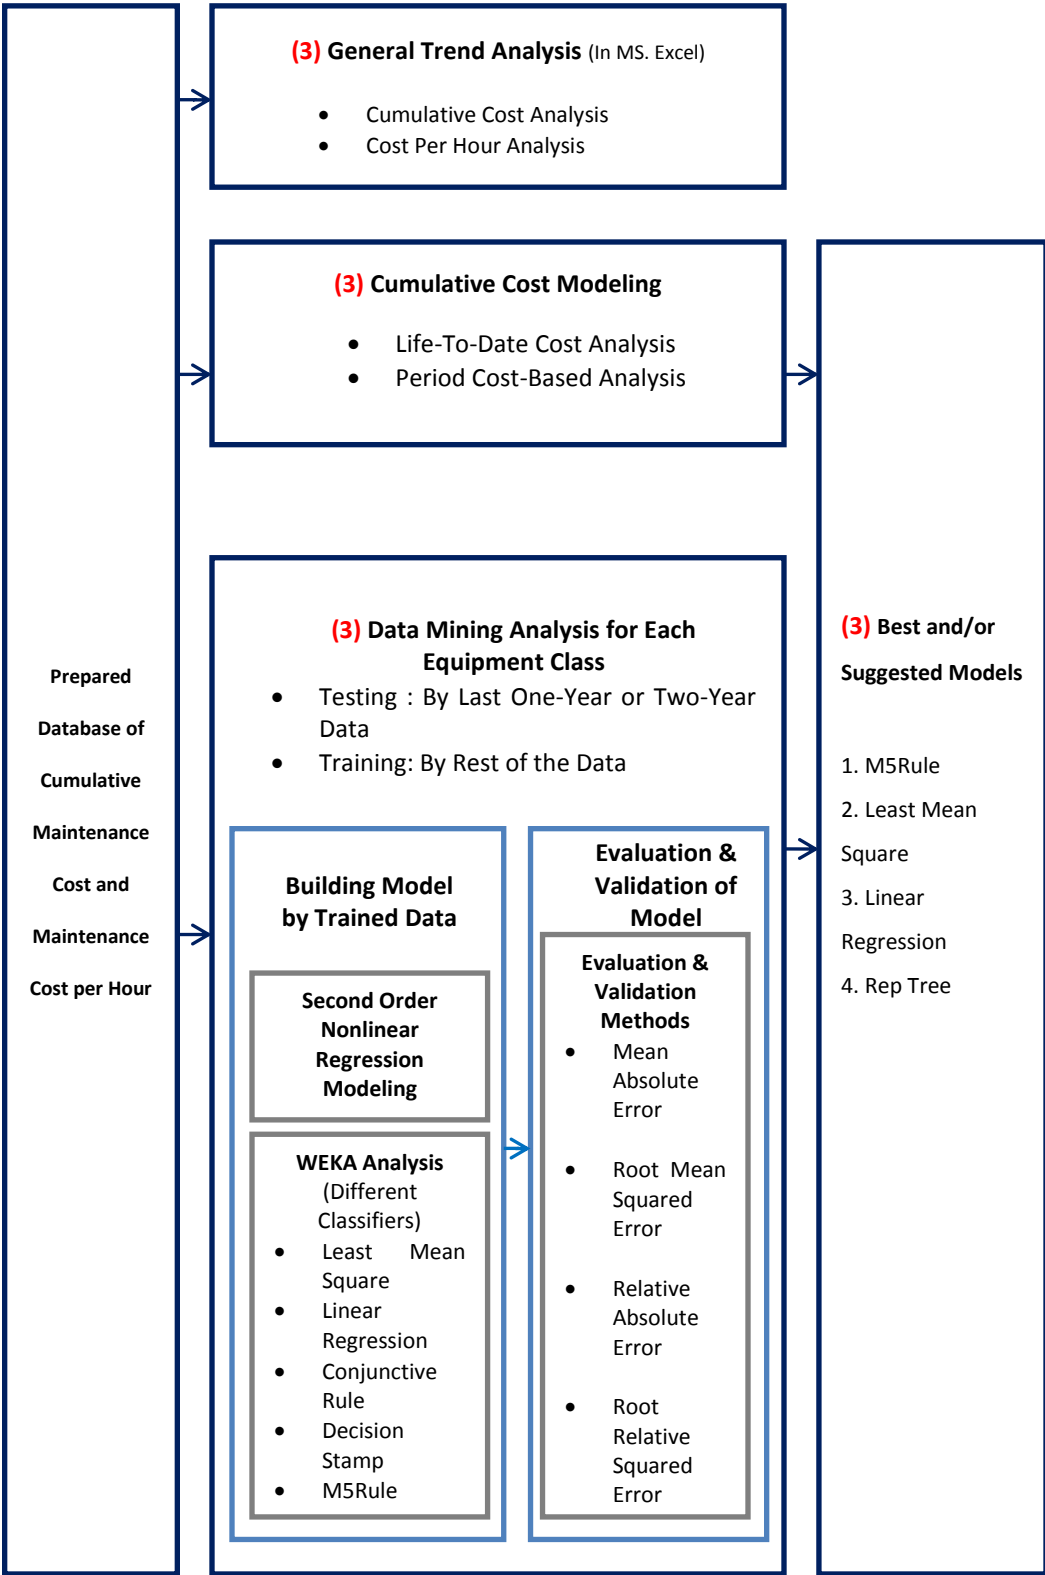 (3) General Trend Analysis (In MS. Excel)
• Cumulative Cost Analysis
• Cost Per Hour Analysis
(3) Cumulative Cost Modeling
• Life-To-Date Cost Analysis
• Period Cost-Based Analysis
Prepared
Database of
Cumulative
Maintenance
Cost and
Maintenance
Cost per Hour
(3) Data Mining Analysis for Each
Equipment Class
• Testing : By Last One-Year or Two-Year
Data
• Training: By Rest of the Data
Building Model
by Trained Data
Second Order
Nonlinear
Regression
Modeling
WEKA Analysis
(Different
Classifiers)
• Least Mean
Square
• Linear
Regression
• Conjunctive
Rule
• Decision
Stamp
• M5Rule
Evaluation &
Validation of
Model
Evaluation &
Validation
Methods
• Mean
Absolute
Error
• Root Mean
Squared
Error
• Relative
Absolute
Error
• Root
Relative
Squared
Error
(3) Best and/or
Suggested Models
1. M5Rule
2. Least Mean
Square
3. Linear
Regression
4. Rep Tree